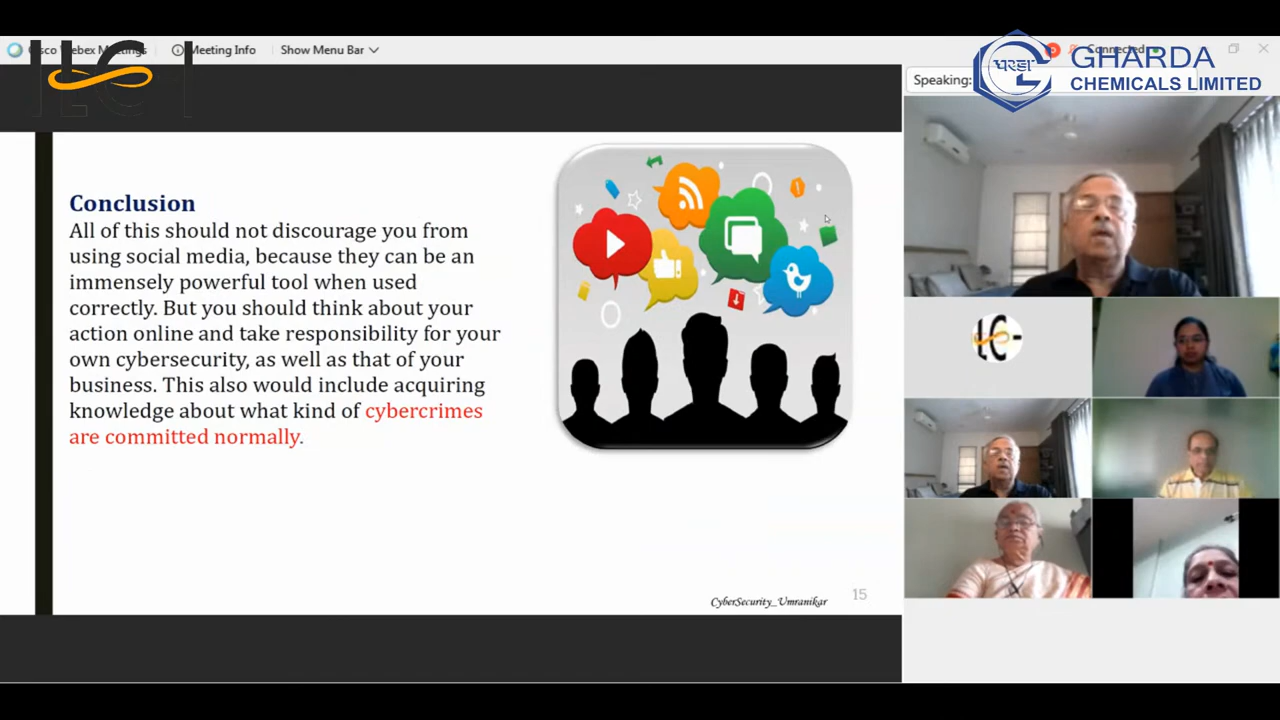 Meeting Info
Show Menu Bar
Connected
Speaking:
घरडा
GHARDA
CHEMICALS LIMITED
Conclusion
All of this should not discourage you from
using social media, because they can be an
immensely powerful tool when used
correctly. But you should think about your
action online and take responsibility for your
own cybersecurity, as well as that of your
business. This also would include acquiring
knowledge about what kind of cybercrimes
are committed normally.
CyberSecurity_Umranikar
15